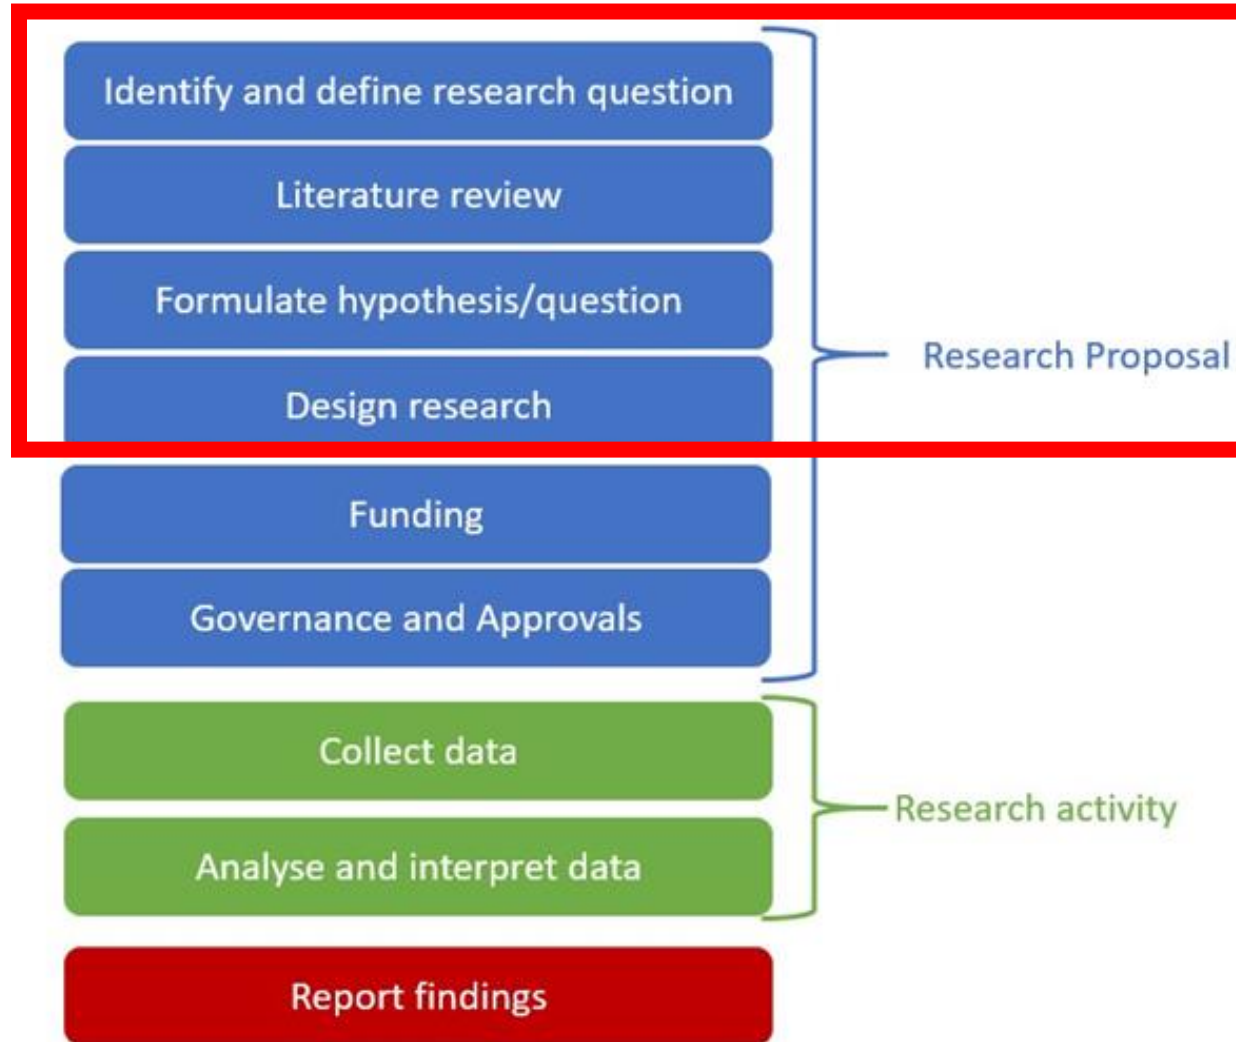 Identify and define research question
Literature review
Formulate hypothesis/question
Design research
Research Proposal
Funding
Governance and Approvals
Collect data
Research activity
Analyse and interpret data
Report findings